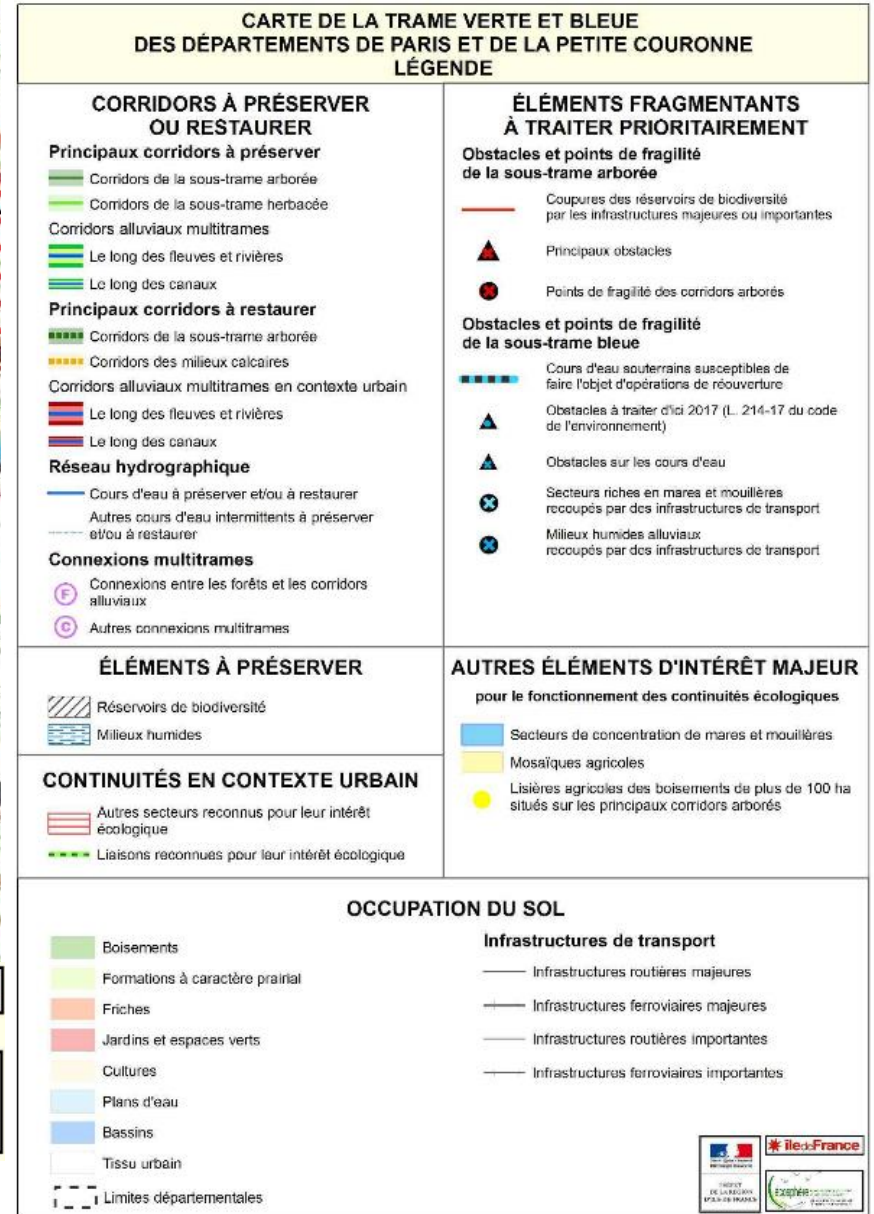 CARTE DE LA TRAME VERTE ET BLEUE
DES DÉPARTEMENTS DE PARIS ET DE LA PETITE COURONNE
LÉGENDE
CORRIDORS À PRÉSERVER
OU RESTAURER
Principaux corridors à préserver
Corridors de la sous-trame arborée
Corridors de la sous-trame herbacée
Corridors alluviaux multitrames
Le long des fleuves et rivières
Le long des canaux
Principaux corridors à restaurer
Corridors de la sous-trame arborée
Corridors des milieux calcaires
Corridors alluviaux multitrames en contexte urbain
Le long des fleuves et rivières
Le long des canaux
Réseau hydrographique
Cours d'eau à préserver et/ou à restaurer
Autres cours d'eau intermittents à préserver
et/ou à restaurer
Connexions multitrames
F
Connexions entre les forêts et les corridors
alluviaux
C
Autres connexions multitrames
ÉLÉMENTS FRAGMENTANTS
À TRAITER PRIORITAIREMENT
Obstacles et points de fragilité
de la sous-trame arborée
Coupures des réservoirs de biodiversité
par les infrastructures majeures ou importantes
Principaux obstacles
Points de fragilité des corridors arborés
Obstacles et points de fragilité
de la sous-trame bleue
Cours d'eau souterrains susceptibles de
faire l'objet d'opérations de réouverture
Obstacles à traiter d'ici 2017 (L. 214-17 du code
de l'environnement)
Obstacles sur les cours d'eau
Secteurs riches en mares et mouillères
recoupés par des infrastructures de transport
Milieux humides alluviaux
recoupés par des infrastructures de transport
ÉLÉMENTS À PRÉSERVER
Réservoirs de biodiversité
Milieux humides
CONTINUITÉS EN CONTEXTE URBAIN
Autres secteurs reconnus pour leur intérêt
écologique
Liaisons reconnues pour leur intérêt écologique
AUTRES ÉLÉMENTS D'INTÉRÊT MAJEUR
pour le fonctionnement des continuités écologiques
Secteurs de concentration de mares et mouillères
Mosaïques agricoles
Lisières agricoles des boisements de plus de 100 ha
situés sur les principaux corridors arborés
OCCUPATION DU SOL
Boisements
Formations à caractère prairial
Friches
Jardins et espaces verts
Cultures
Plans d'eau
Bassins
Tissu urbain
Limites départementales
Infrastructures de transport
Infrastructures routières majeures
Infrastructures ferroviaires majeures
Infrastructures routières importantes
Infrastructures ferroviaires importantes
PRÉFET
DE LA RÉGION
D'ÎLE-DE-FRANCE
îledeFrance